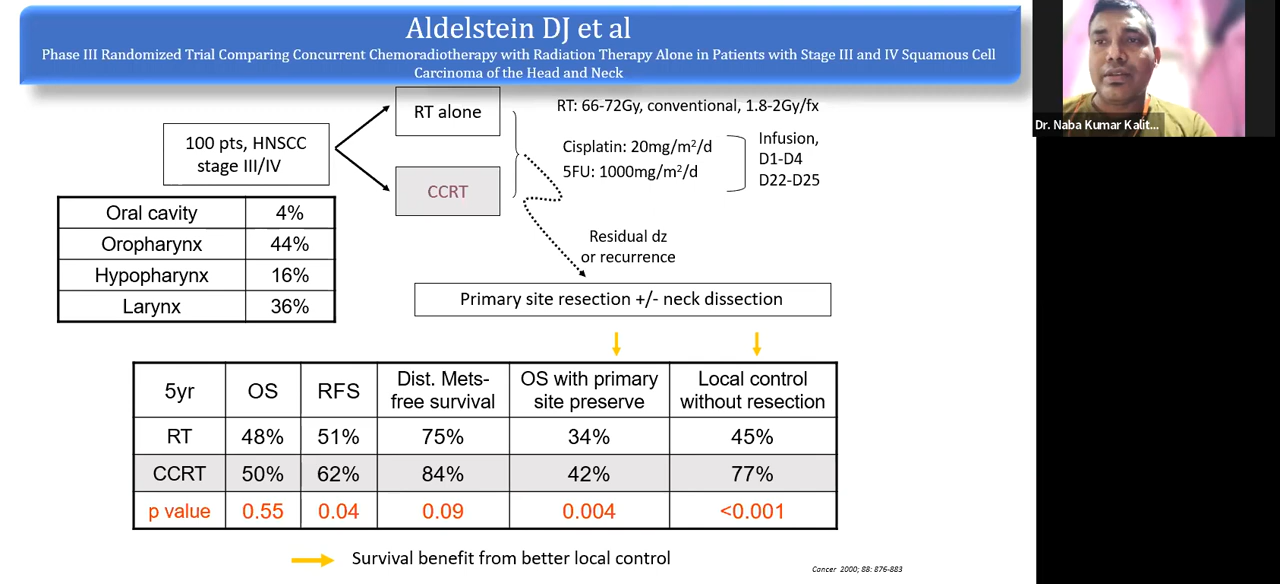 Aldelstein DJ et al
Phase III Randomized Trial Comparing Concurrent Chemoradiotherapy with Radiation Therapy Alone in Patients with Stage III and IV Squamous Cell
Carcinoma of the Head and Neck
Dr. Naba Kumar Kalit...
100 pts, HNSCC
stage III/IV
RT alone
CCRT
RT: 66-72Gy, conventional, 1.8-2Gy/fx
Cisplatin: 20mg/m²/d
5FU: 1000mg/m²/d
Infusion,
D1-D4
D22-D25
Oral cavity 4%
Oropharynx 44%
Hypopharynx 16%
Larynx 36%
Residual dz
or recurrence
Primary site resection +/- neck dissection
5yr OS RFS Dist. Mets-free survival OS with primary site preserve Local control without resection
RT 48% 51% 75% 34% 45%
CCRT 50% 62% 84% 42% 77%
p value 0.55 0.04 0.09 0.004 <0.001
Survival benefit from better local control
Cancer 2000; 88: 876-883